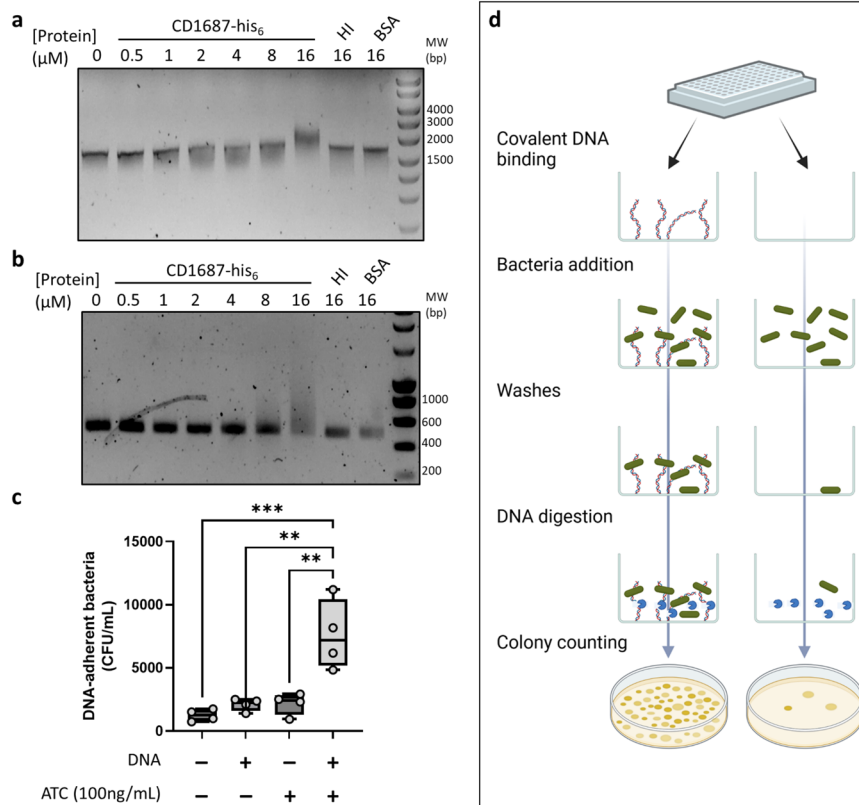 a
CD1687-his₆
HI
BSA
[Protein]
(µM)
0 0.5 1 2 4 8 16 16 16
MW
(bp)
4000
3000
2000
1500
b
CD1687-his₆
HI
BSA
[Protein]
(µM)
0 0.5 1 2 4 8 16 16 16
MW
(bp)
1000
600
400
200
c
***
**
**
DNA-adherent bacteria
(CFU/mL)
15000
10000
5000
0
DNA − + − +
ATC (100ng/mL) − − + +
d
Covalent DNA
binding
Bacteria addition
Washes
DNA digestion
Colony counting